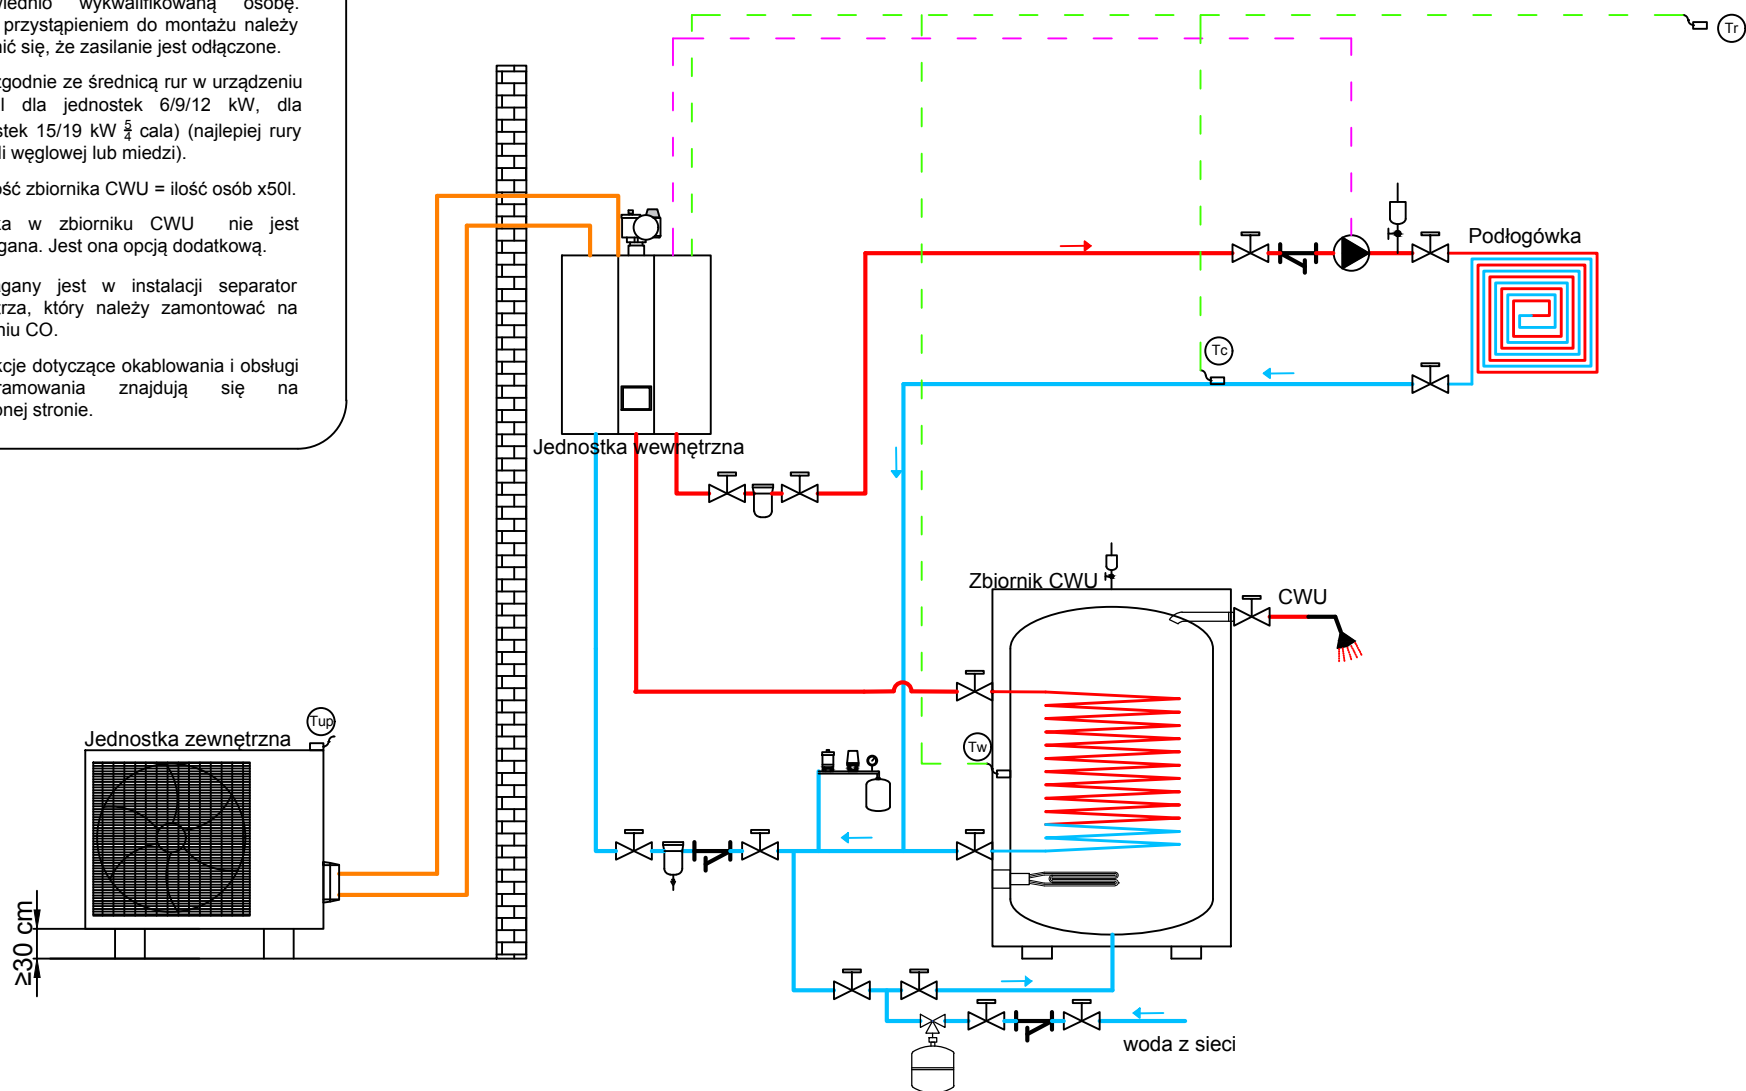 wykwalifikowaną osobę.
przystąpieniem do montażu należy
się, że zasilanie jest odłączone.
zgodnie ze średnicą rur w urządzeniu
dla jednostek 6/9/12 kW, dla
15/19 kW 5/4 cala) (najlepiej rury
węglowej lub miedzi).
zbiornika CWU = ilość osób x50l.
w zbiorniku CWU nie jest
Jest ona opcją dodatkową.
jest w instalacji separator
który należy zamontować na
CO.
dotyczące okablowania i obsługi
znajdują się na
stronie.
Tr
Podłogówka
Tc
Jednostka wewnętrzna
Zbiornik CWU
CWU
Tup
Jednostka zewnętrzna
Tw
≥30 cm
woda z sieci